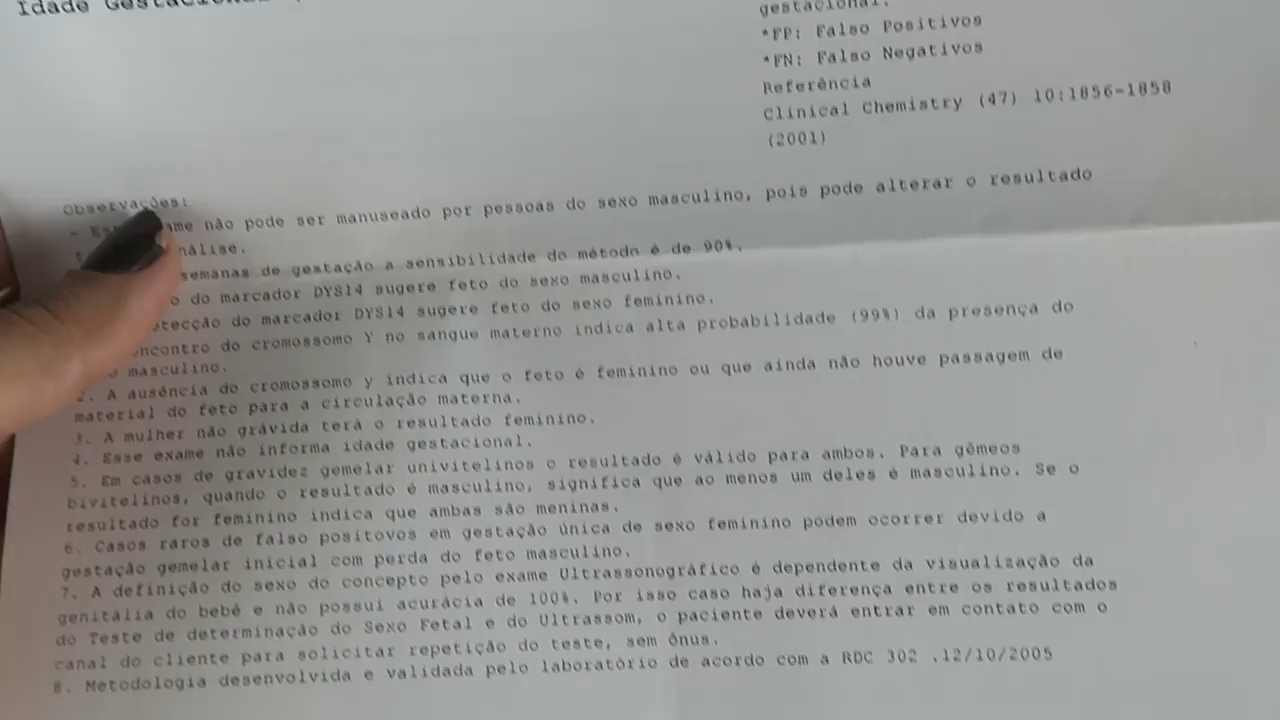 Idade
gestacional.
*FP: Falso Positivos
*FN: Falso Negativos
Referência
Clinical Chemistry (47) 10:1856-1858
(2001)
Observações:
- não pode ser manuseado por pessoas do sexo masculino, pois pode alterar o resultado
semanas de gestação a sensibilidade do método é de 90%.
do marcador DYS14 sugere feto do sexo masculino.
do marcador DYS14 sugere feto do sexo feminino.
do cromossomo Y no sangue materno indica alta probabilidade (99%) da presença do
masculino.
2. A ausência do cromossomo y indica que o feto é feminino ou que ainda não houve passagem de
material do feto para a circulação materna.
3. A mulher não grávida terá o resultado feminino.
4. Esse exame não informa idade gestacional.
5. Em casos de gravidez gemelar univitelinos o resultado é válido para ambos. Para gêmeos
bivitelinos, quando o resultado é masculino, significa que ao menos um deles é masculino. Se o
resultado for feminino indica que ambas são meninas.
6. Casos raros de falso positovos em gestação única de sexo feminino podem ocorrer devido a
gestação gemelar inicial com perda do feto masculino.
7. A definição do sexo do concepto pelo exame Ultrassonográfico é dependente da visualização da
genitália do bebê e não possui acurácia de 100%. Por isso caso haja diferença entre os resultados
do Teste de determinação do Sexo Fetal e do Ultrassom, o paciente deverá entrar em contato com o
canal do cliente para solicitar repetição do teste, sem ônus.
8. Metodologia desenvolvida e validada pelo laboratório de acordo com a RDC 302 .12/10/2005